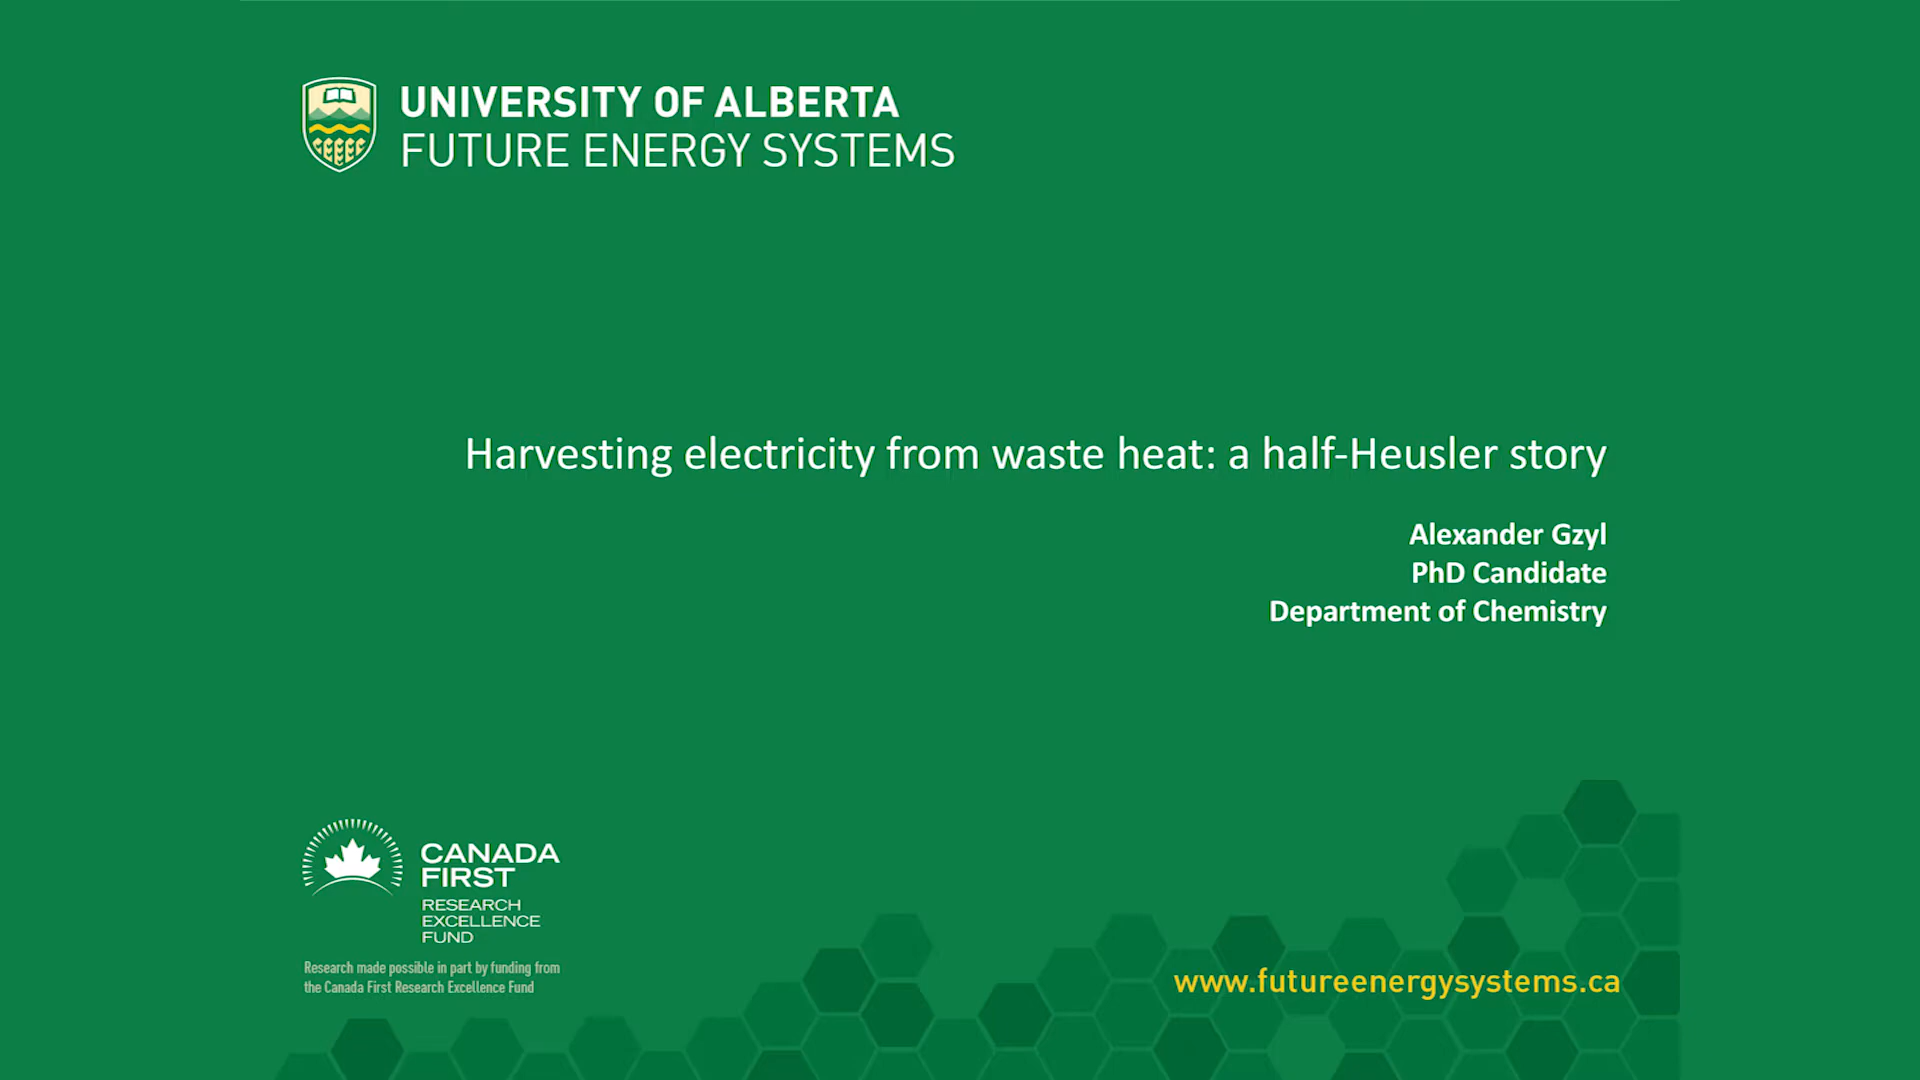 UNIVERSITY OF ALBERTA
FUTURE ENERGY SYSTEMS
Harvesting electricity from waste heat: a half-Heusler story
Alexander Gzyl
PhD Candidate
Department of Chemistry
CANADA
FIRST
RESEARCH
EXCELLENCE
FUND
Research made possible in part by funding from
the Canada First Research Excellence Fund
www.futureenergysystems.ca